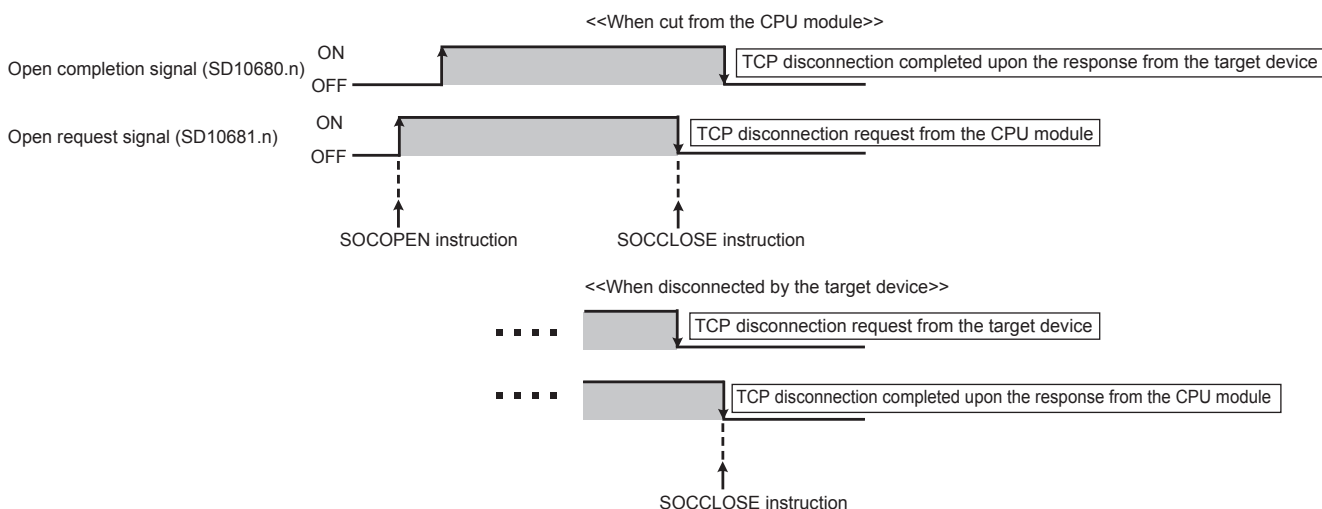 <<When cut from the CPU module>>
Open completion signal (SD10680.n)
ON
OFF
TCP disconnection completed upon the response from the target device
Open request signal (SD10681.n)
ON
OFF
TCP disconnection request from the CPU module
SOCOPEN instruction
SOCCLOSE instruction
<<When disconnected by the target device>>
TCP disconnection request from the target device
TCP disconnection completed upon the response from the CPU module
SOCCLOSE instruction